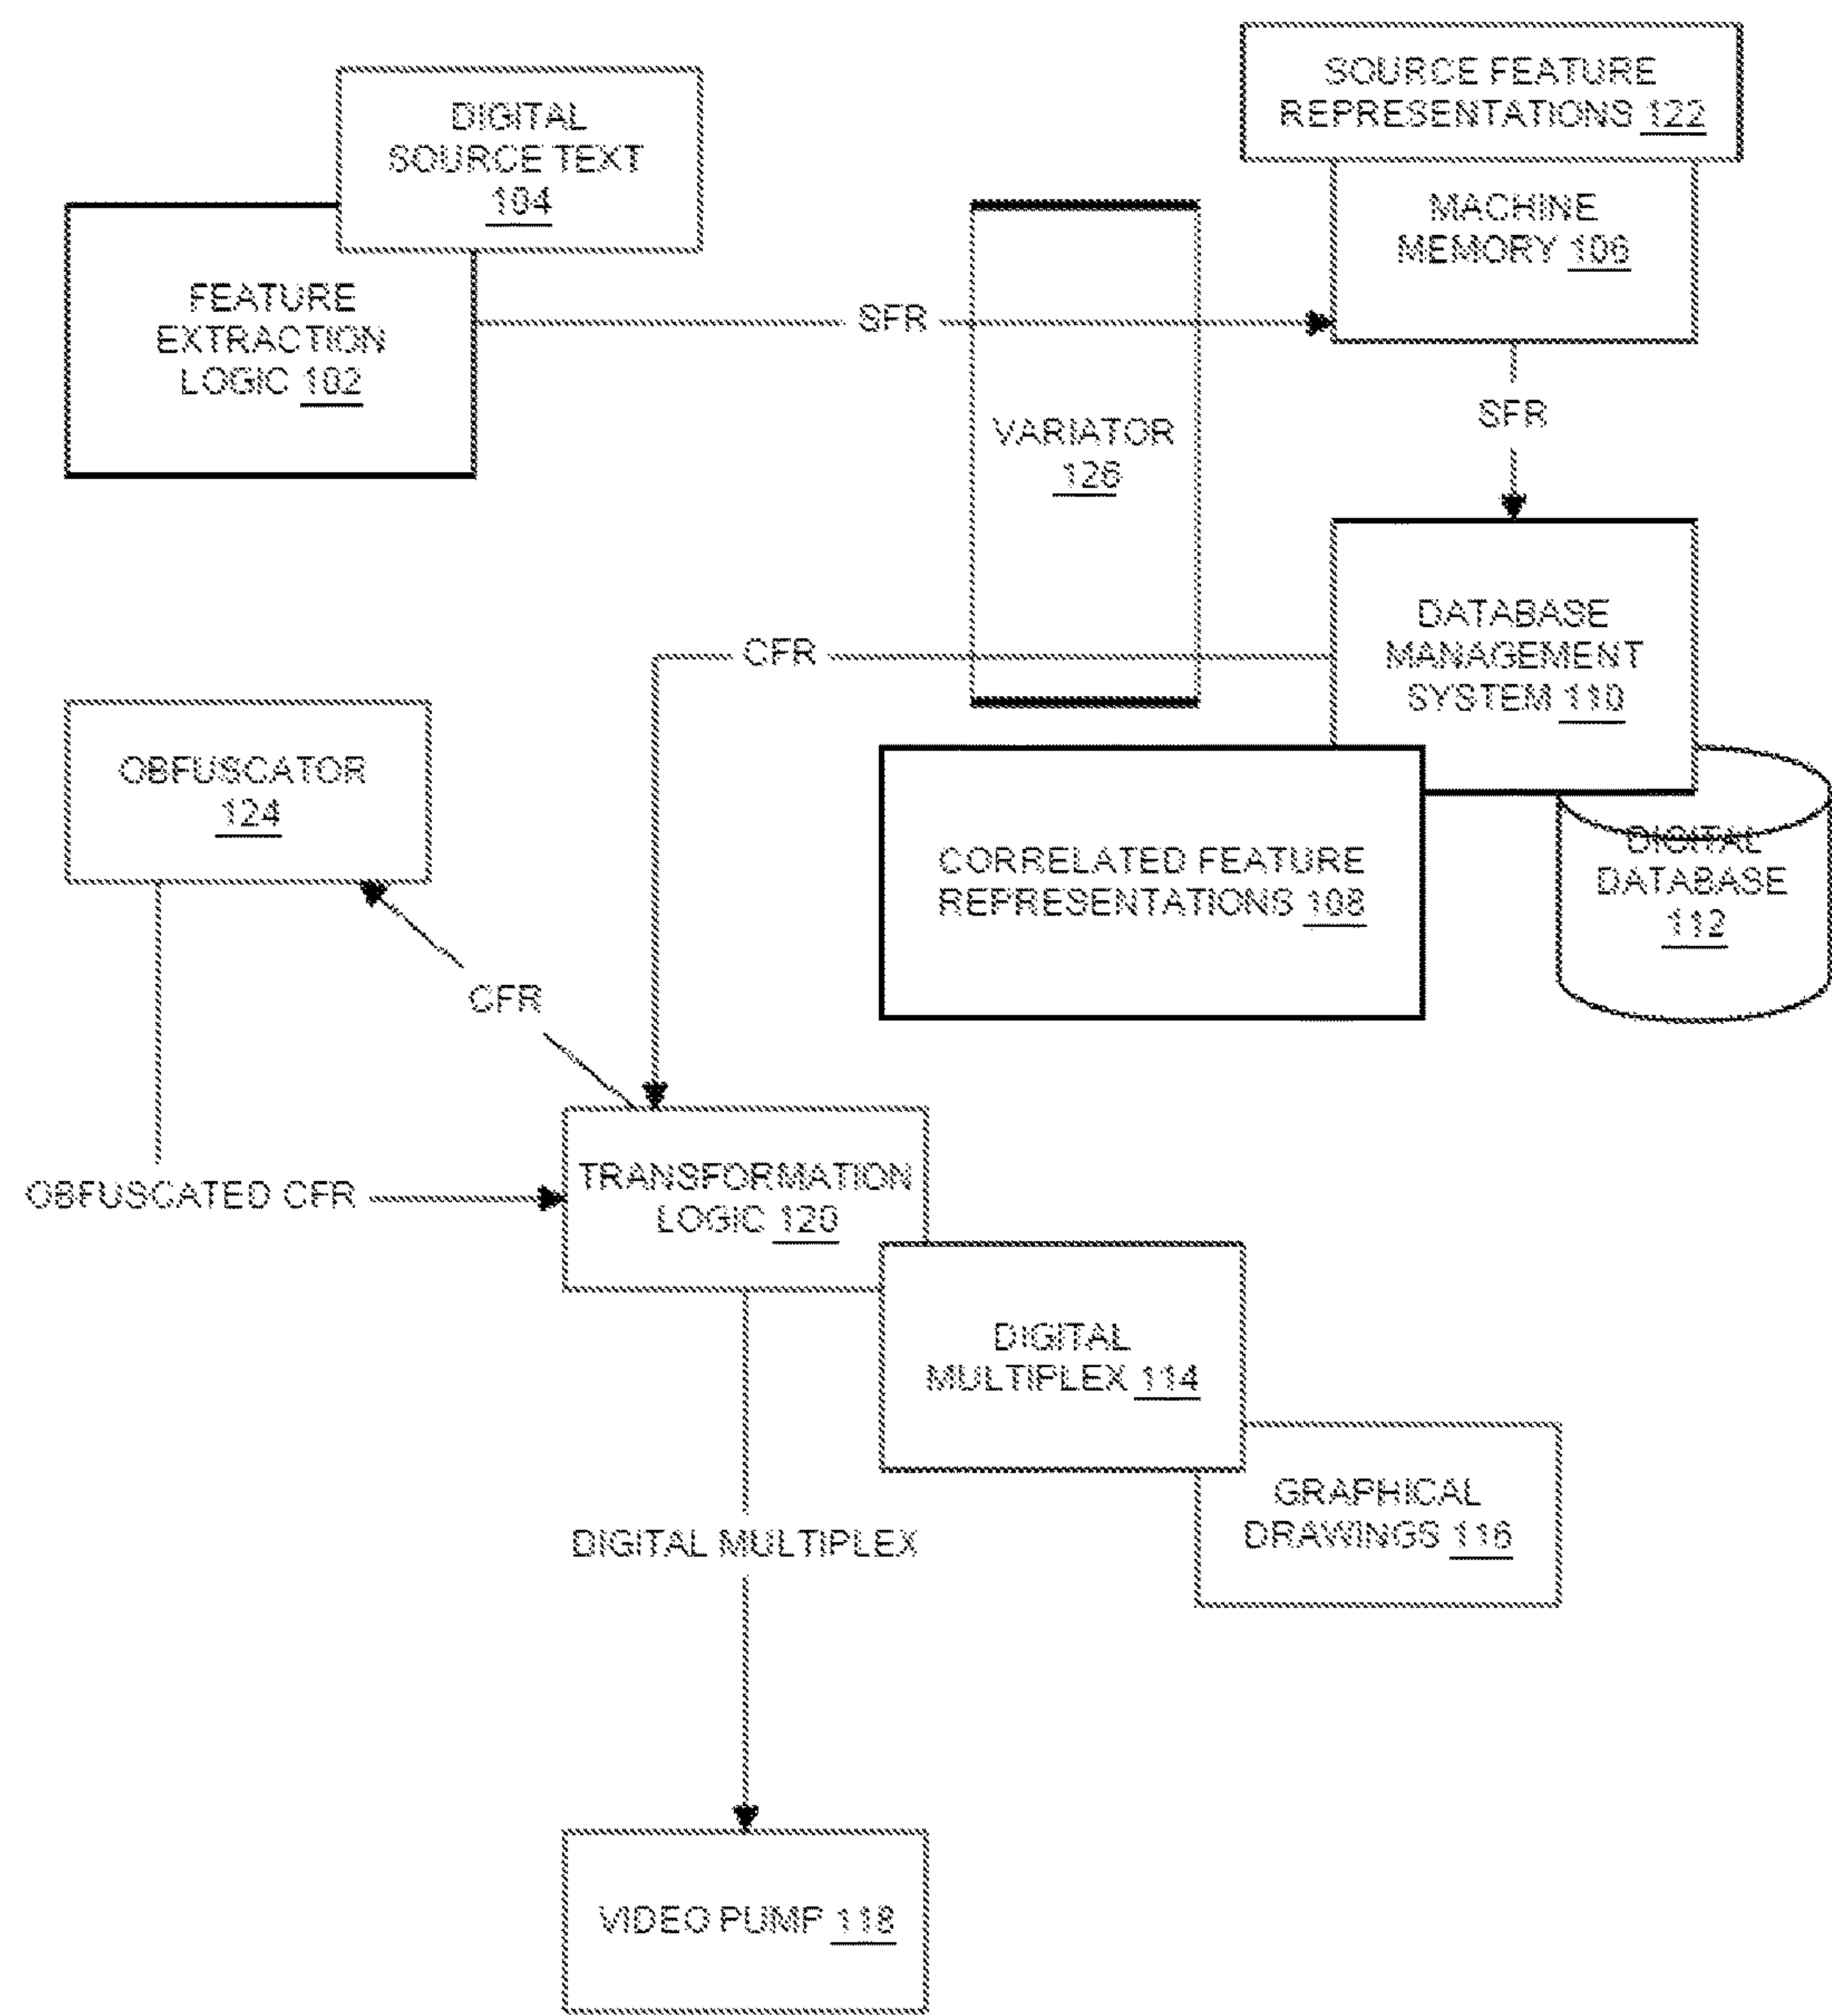 DIGITAL
SOURCE TEXT
104
FEATURE
EXTRACTION
LOGIC 102
SFR
VARIATOR
126
SOURCE FEATURE
REPRESENTATIONS 122
MACHINE
MEMORY 106
SFR
DATABASE
MANAGEMENT
SYSTEM 110
CFR
OBFUSCATOR
124
CORRELATED FEATURE
REPRESENTATIONS 108
DIGITAL
DATABASE
112
CFR
OBFUSCATED CFR
TRANSFORMATION
LOGIC 120
DIGITAL
MULTIPLEX 114
GRAPHICAL
DRAWINGS 116
DIGITAL MULTIPLEX
VIDEO PUMP 118